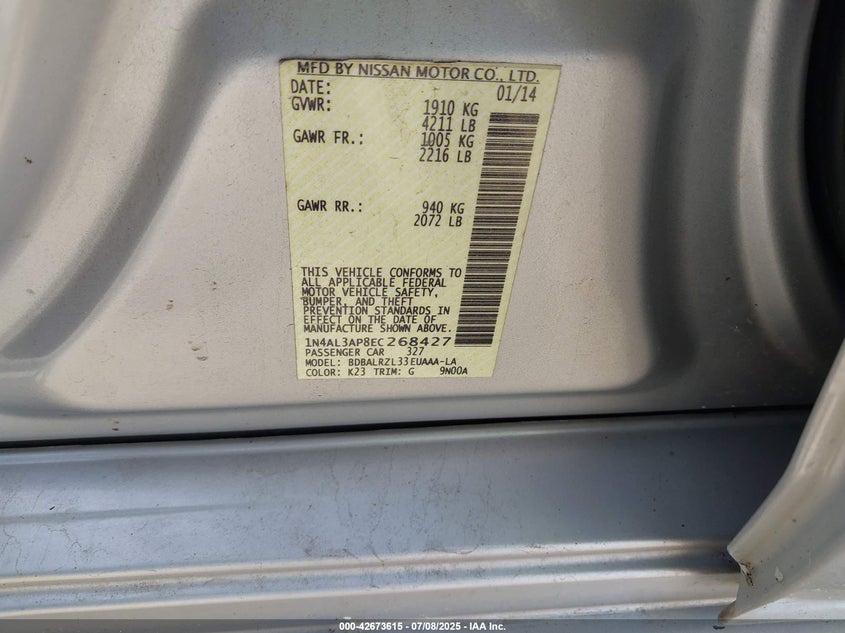 MFD BY NISSAN MOTOR CO., LTD.
DATE: 01/14
GVWR: 1910 KG
4211 LB
GAWR FR.: 1005 KG
2216 LB
GAWR RR.: 940 KG
2072 LB
THIS VEHICLE CONFORMS TO
ALL APPLICABLE FEDERAL
MOTOR VEHICLE SAFETY,
BUMPER, AND THEFT
PREVENTION STANDARDS IN
EFFECT ON THE DATE OF
MANUFACTURE SHOWN ABOVE.
1N4AL3AP8EC268427
PASSENGER CAR 327
MODEL: BDBALRZL33EUAAA-LA
COLOR: K23 TRIM: G 9N00A
000-42673615 - 07/08/2025 - © IAA Inc.